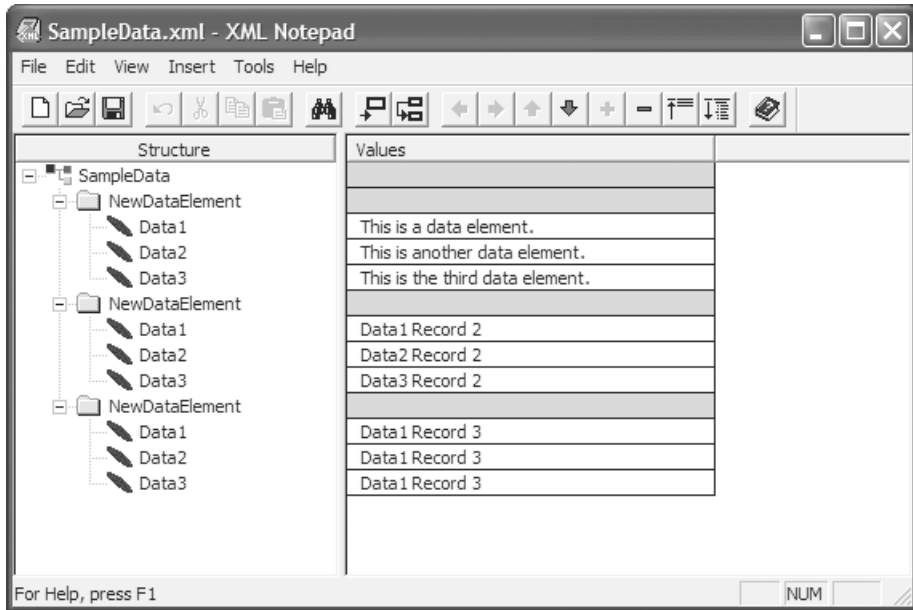 SampleData.xml - XML Notepad
File Edit View Insert Tools Help
Structure Values
SampleData
NewDataElement
Data1 This is a data element.
Data2 This is another data element.
Data3 This is the third data element.
NewDataElement
Data1 Data1 Record 2
Data2 Data2 Record 2
Data3 Data3 Record 2
NewDataElement
Data1 Data1 Record 3
Data2 Data1 Record 3
Data3 Data1 Record 3
For Help, press F1 NUM